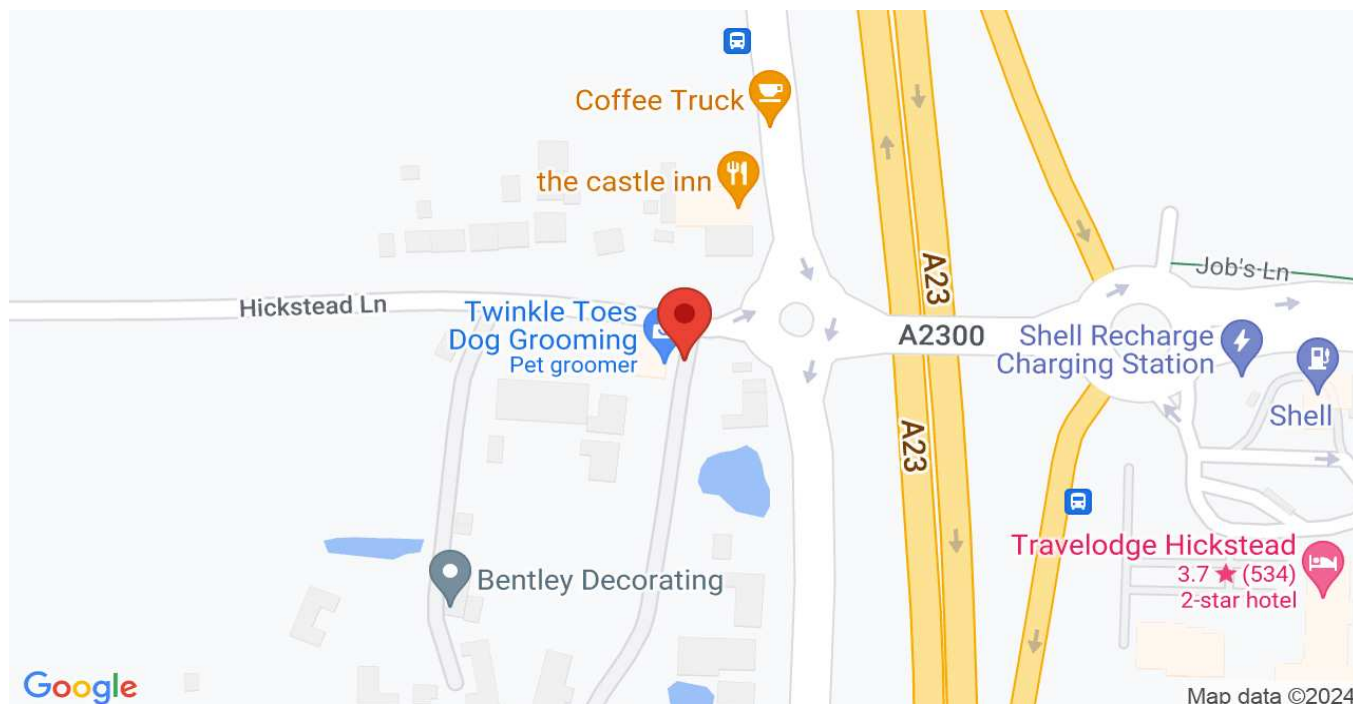 Coffee Truck
the castle inn
Hickstead Ln
Twinkle Toes
Dog Grooming
Pet groomer
A23
A2300
Job's Ln
Shell Recharge
Charging Station
Shell
A23
Travelodge Hickstead
3.7 ★ (534)
2-star hotel
Bentley Decorating
Google
Map data ©2024